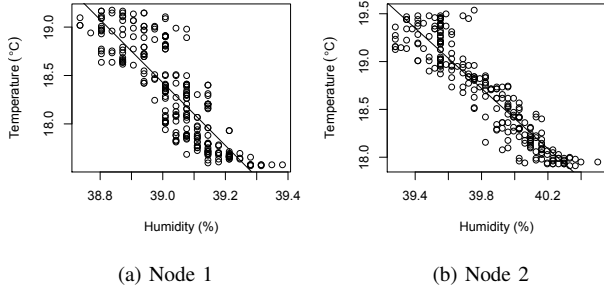 Temperature (°C)
19.0
18.5
18.0
38.8 39.0 39.2 39.4
Humidity (%)
(a) Node 1
Temperature (°C)
19.5
19.0
18.5
18.0
39.4 39.8 40.2
Humidity (%)
(b) Node 2